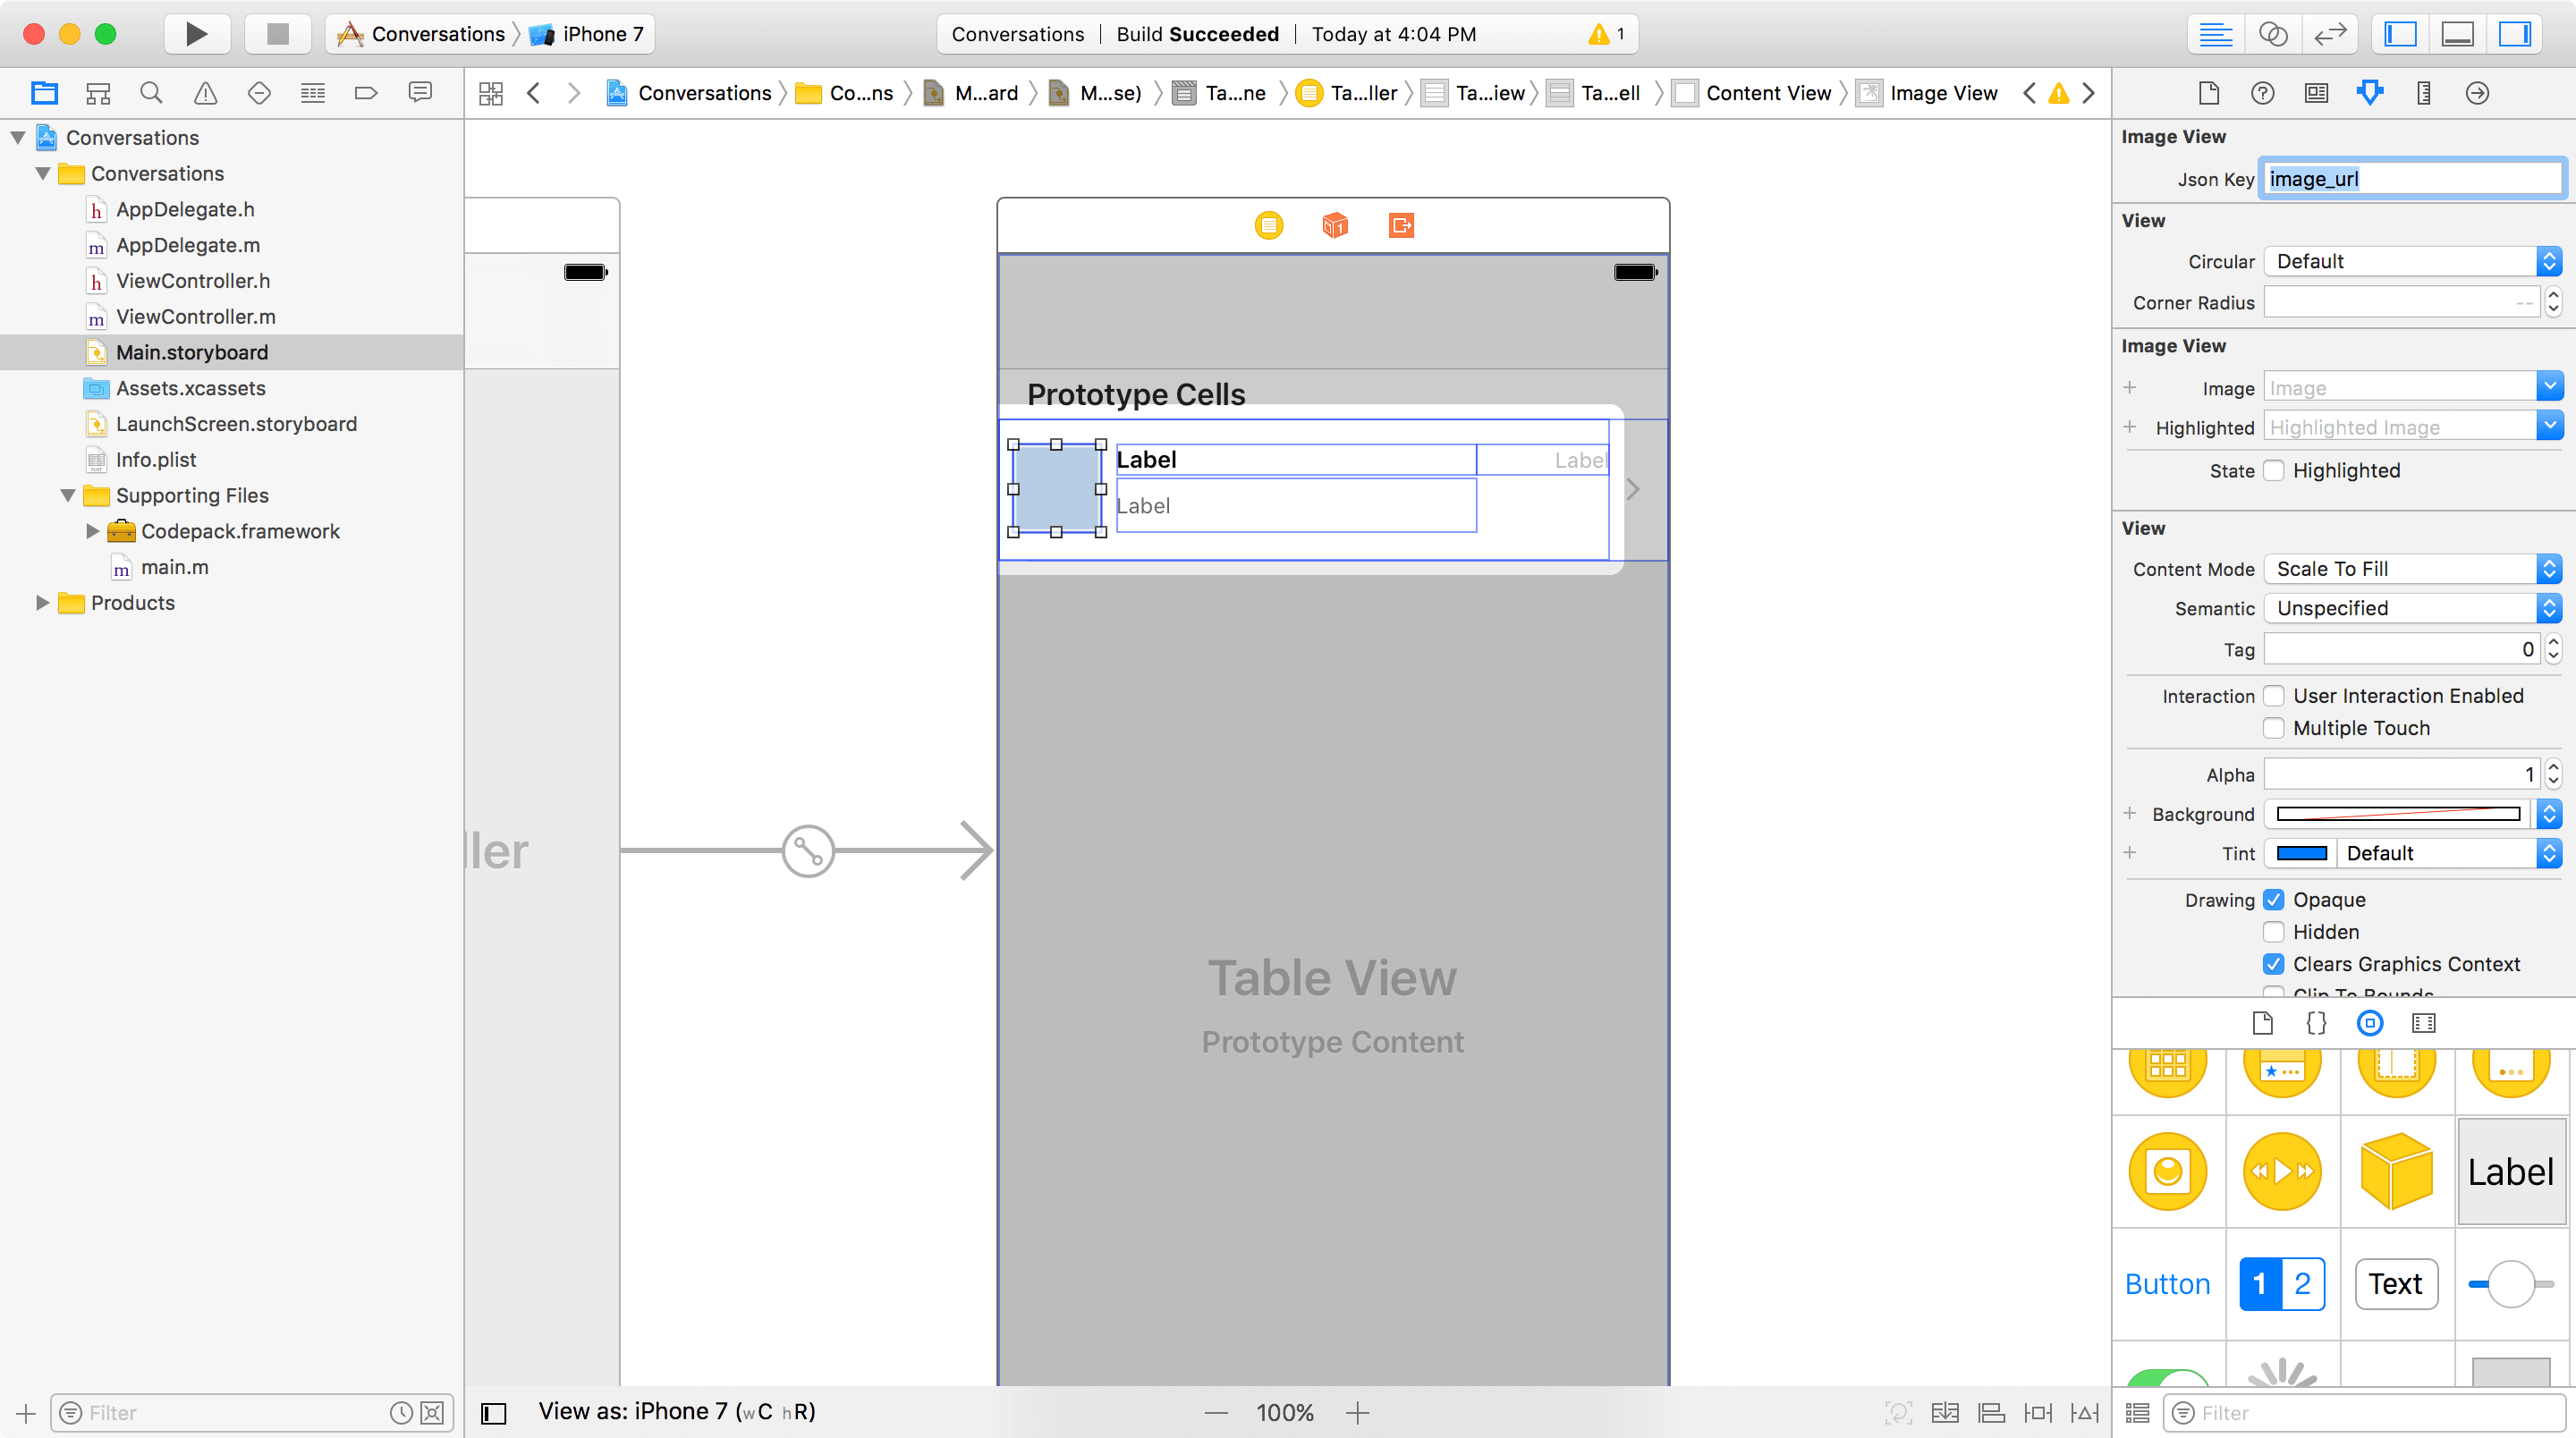 Conversations iPhone 7
Conversations Build Succeeded Today at 4:04 PM 1
Conversations Co...ns M...ard M...se) Ta...ne Ta...ller Ta...iew Ta...ell Content View Image View
Conversations
Conversations
h AppDelegate.h
m AppDelegate.m
h ViewController.h
m ViewController.m
Main.storyboard
Assets.xcassets
LaunchScreen.storyboard
Info.plist
Supporting Files
Codepack.framework
m main.m
Products
Filter
ller
Prototype Cells
Label Label
Label
Table View
Prototype Content
View as: iPhone 7 (wC hR)
100%
Image View
Json Key image_url
View
Circular Default
Corner Radius --
Image View
Image Image
Highlighted Highlighted Image
State Highlighted
View
Content Mode Scale To Fill
Semantic Unspecified
Tag 0
Interaction User Interaction Enabled
Multiple Touch
Alpha 1
Background
Tint Default
Drawing Opaque
Hidden
Clears Graphics Context
Clip To Bounds
Label
Button 1 2 Text
Filter